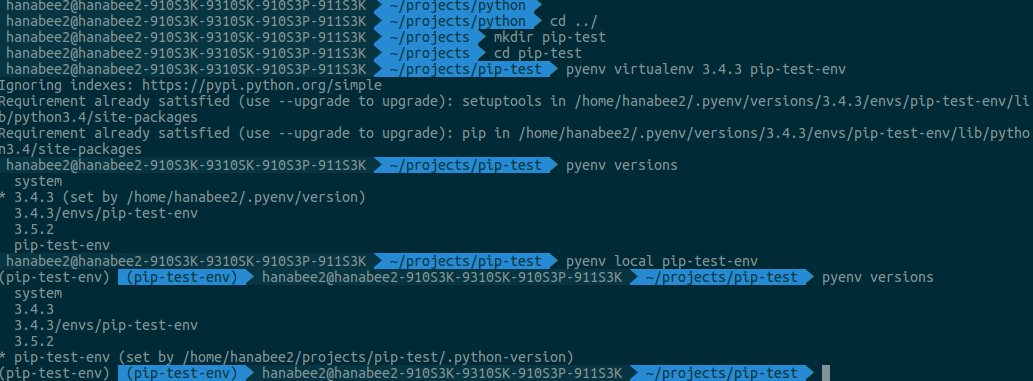 hanabee2@hanabee2-910S3K-9310SK-910S3P-911S3K ~/projects/python
hanabee2@hanabee2-910S3K-9310SK-910S3P-911S3K ~/projects/python cd ../
hanabee2@hanabee2-910S3K-9310SK-910S3P-911S3K ~/projects mkdir pip-test
hanabee2@hanabee2-910S3K-9310SK-910S3P-911S3K ~/projects cd pip-test
hanabee2@hanabee2-910S3K-9310SK-910S3P-911S3K ~/projects/pip-test pyenv virtualenv 3.4.3 pip-test-env
Ignoring indexes: https://pypi.python.org/simple
Requirement already satisfied (use --upgrade to upgrade): setuptools in /home/hanabee2/.pyenv/versions/3.4.3/envs/pip-test-env/li
b/python3.4/site-packages
Requirement already satisfied (use --upgrade to upgrade): pip in /home/hanabee2/.pyenv/versions/3.4.3/envs/pip-test-env/lib/pytho
n3.4/site-packages
hanabee2@hanabee2-910S3K-9310SK-910S3P-911S3K ~/projects/pip-test pyenv versions
system
* 3.4.3 (set by /home/hanabee2/.pyenv/version)
3.4.3/envs/pip-test-env
3.5.2
pip-test-env
hanabee2@hanabee2-910S3K-9310SK-910S3P-911S3K ~/projects/pip-test pyenv local pip-test-env
(pip-test-env) (pip-test-env) hanabee2@hanabee2-910S3K-9310SK-910S3P-911S3K ~/projects/pip-test pyenv versions
system
3.4.3
3.4.3/envs/pip-test-env
3.5.2
* pip-test-env (set by /home/hanabee2/projects/pip-test/.python-version)
(pip-test-env) (pip-test-env) hanabee2@hanabee2-910S3K-9310SK-910S3P-911S3K ~/projects/pip-test